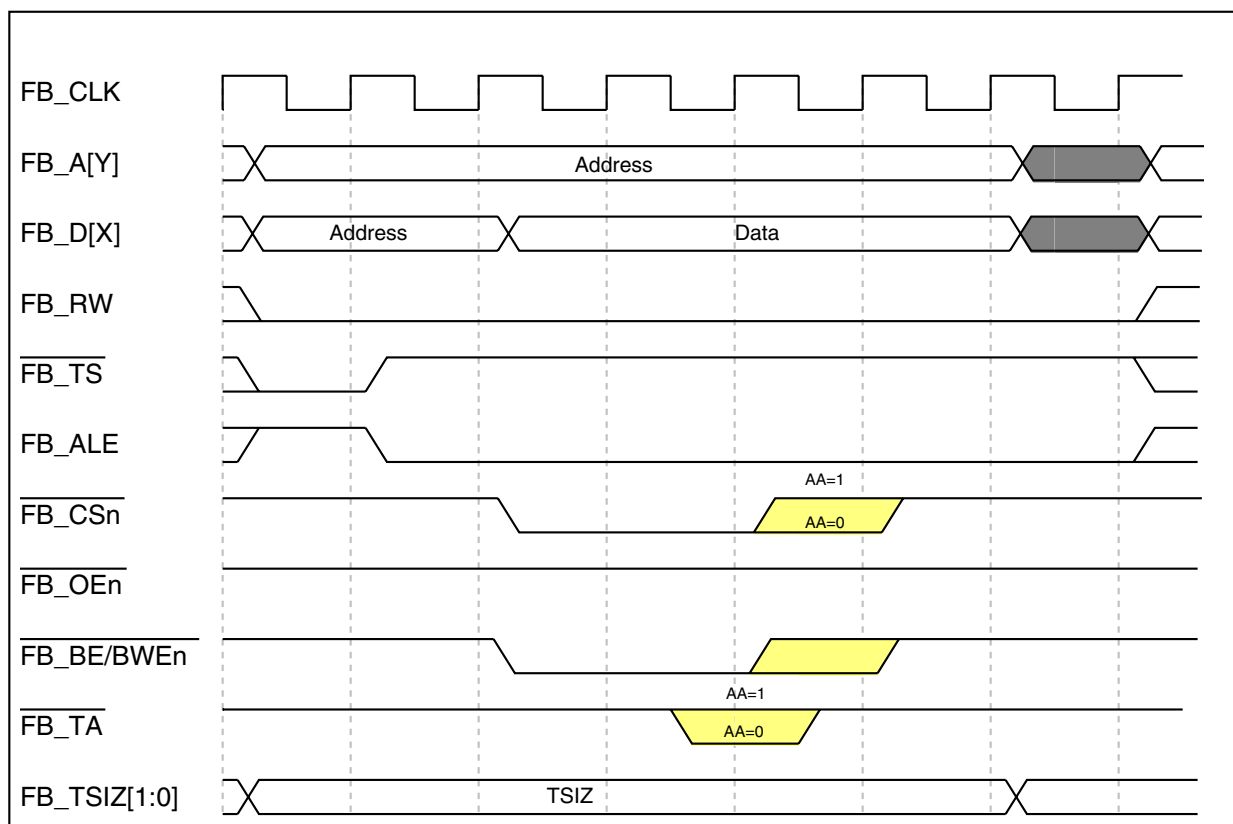 FB_CLK
FB_A[Y]
Address
FB_D[X]
Address
Data
FB_RW
FB_TS
FB_ALE
AA=1
FB_CSn
AA=0
FB_OEn
FB_BE/BWEn
AA=1
FB_TA
AA=0
FB_TSIZ[1:0]
TSIZ